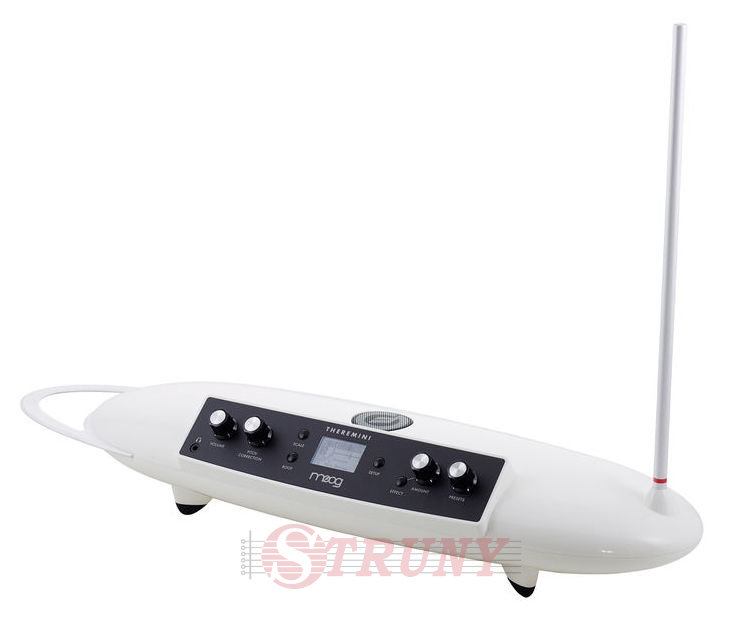 THEREMINI
VOLUME
PITCH
CORRECTION
SCALE
ROOT
moog
SETUP
EFFECT
AMOUNT
PRESETS
STRUNY